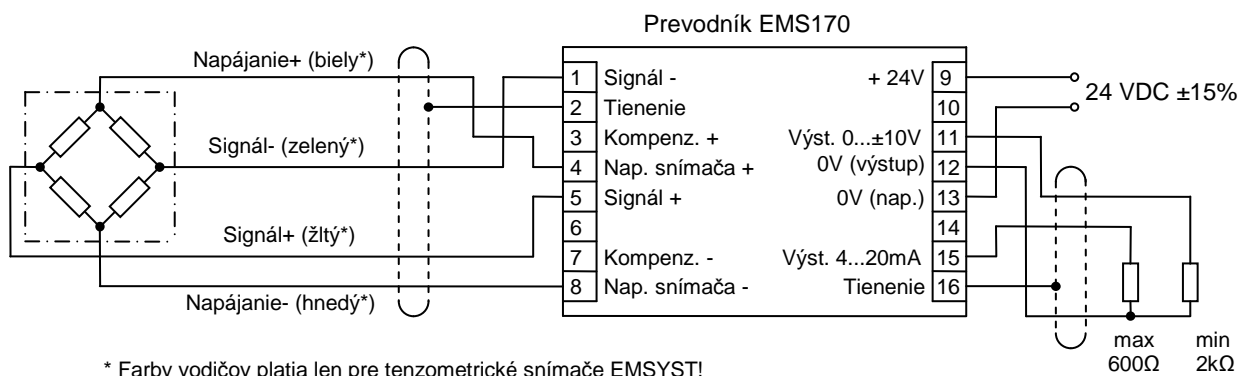 Prevodník EMS170
Napájanie+ (biely*)
Signál- (zelený*)
Signál+ (žltý*)
Napájanie- (hnedý*)
1 Signál -
2 Tienenie
3 Kompenz. +
4 Nap. snímača +
5 Signál +
6
7 Kompenz. -
8 Nap. snímača -
+ 24V 9
10
Výst. 0...±10V 11
0V (výstup) 12
0V (nap.) 13
14
Výst. 4...20mA 15
Tienenie 16
24 VDC ±15%
max
600Ω
min
2kΩ
* Farby vodičov platia len pre tenzometrické snímače EMSYST!